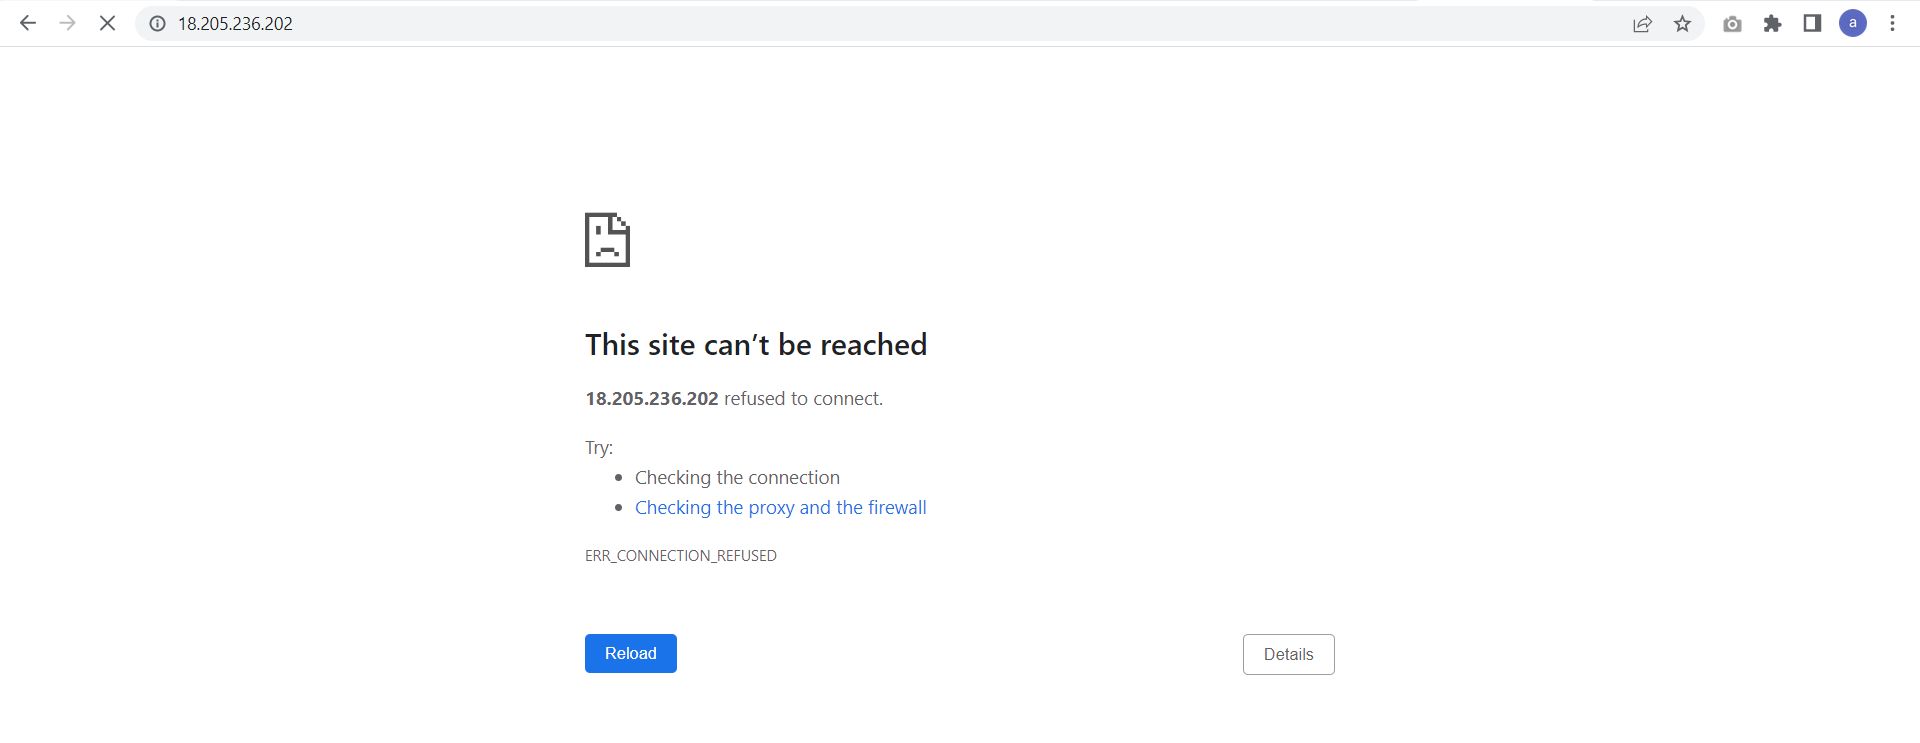 18.205.236.202
a
This site can’t be reached
18.205.236.202 refused to connect.
Try:
• Checking the connection
• Checking the proxy and the firewall
ERR_CONNECTION_REFUSED
Reload
Details